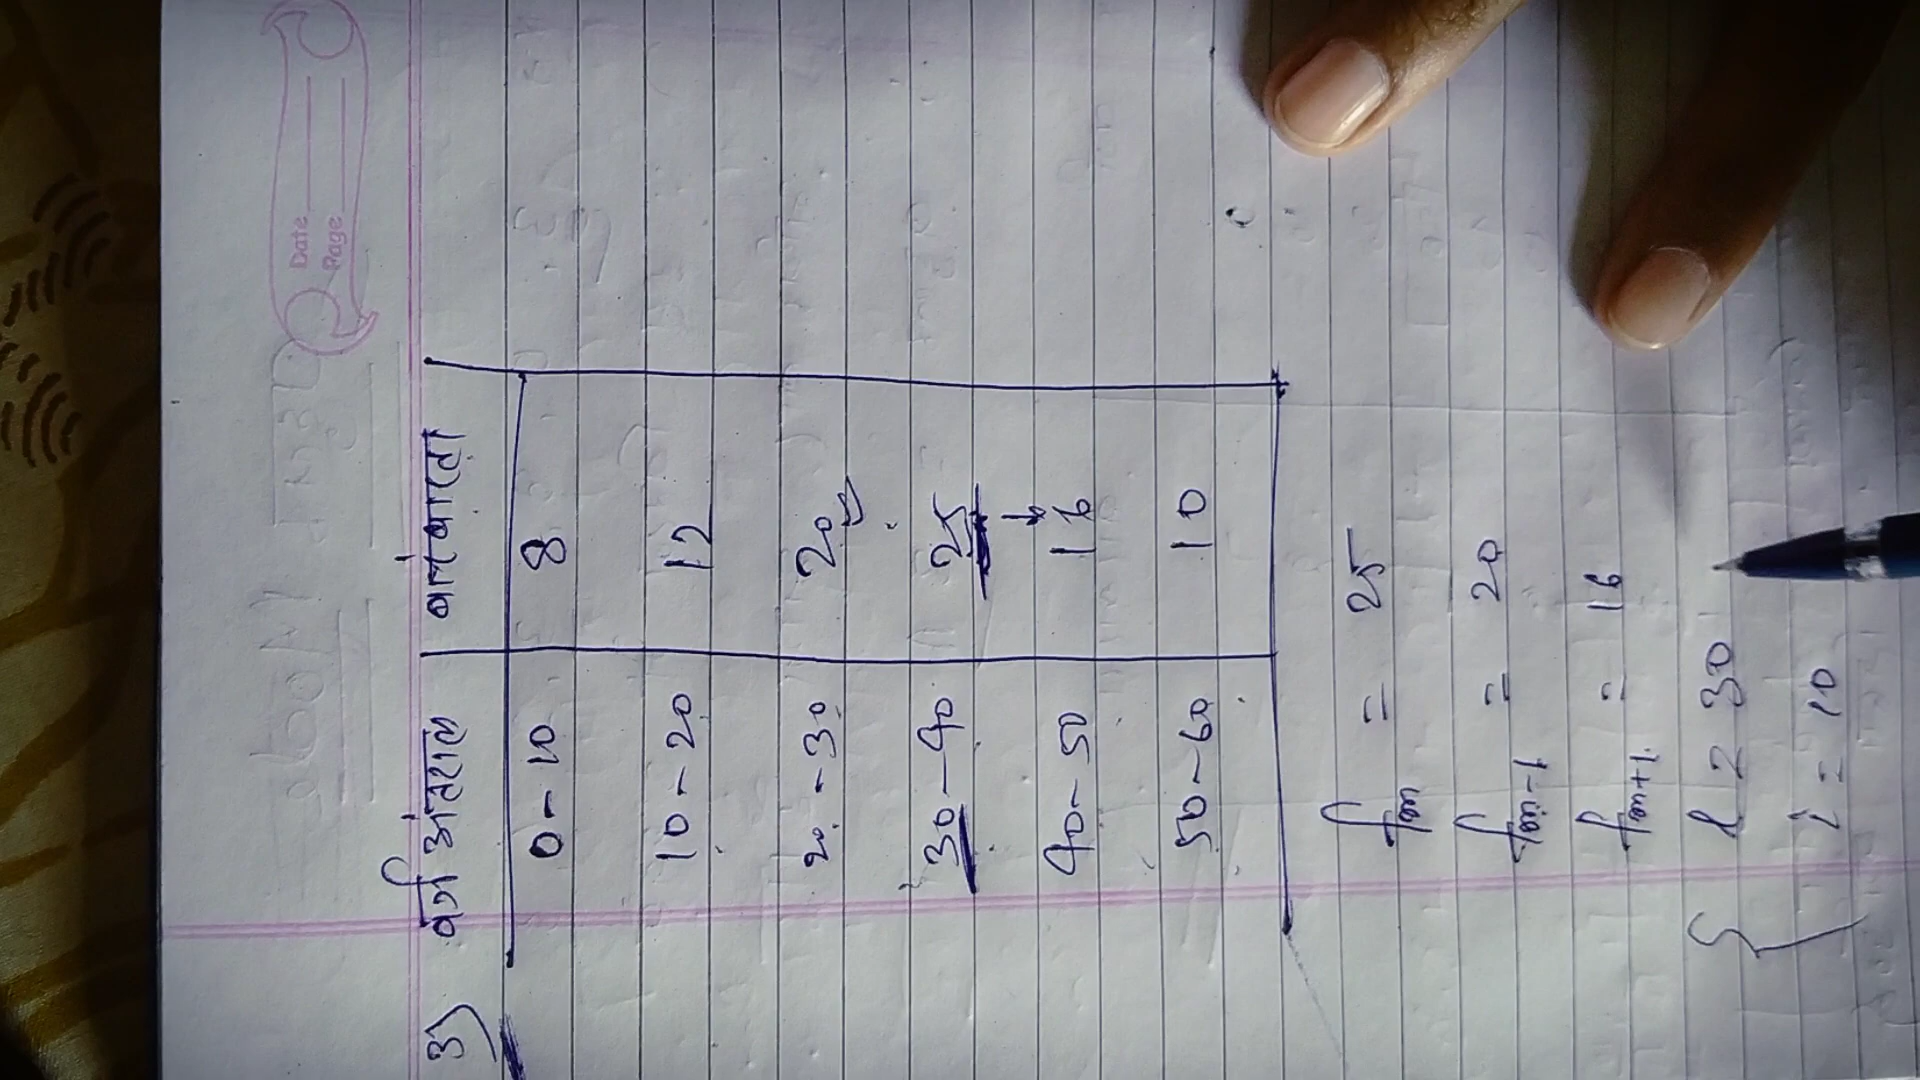 Date
Page
3) वर्ग अंतराल बारंबारता
0-10 8
10-20 12
20-30 20
30-40 25
40-50 16
50-60 10
fm = 25
fm-1 = 20
fm+1 = 16
l = 30
i = 10